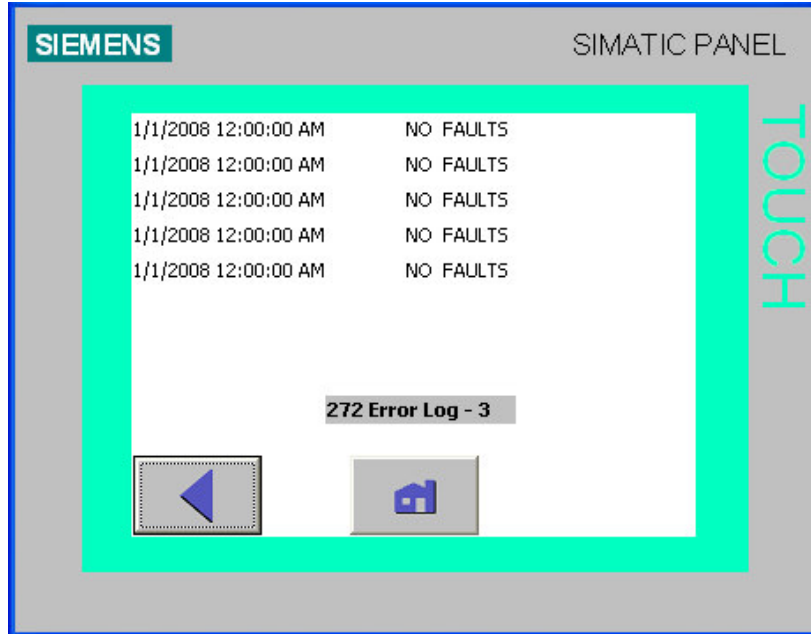 SIEMENS
SIMATIC PANEL
TOUCH
1/1/2008 12:00:00 AM NO FAULTS
1/1/2008 12:00:00 AM NO FAULTS
1/1/2008 12:00:00 AM NO FAULTS
1/1/2008 12:00:00 AM NO FAULTS
1/1/2008 12:00:00 AM NO FAULTS
272 Error Log - 3